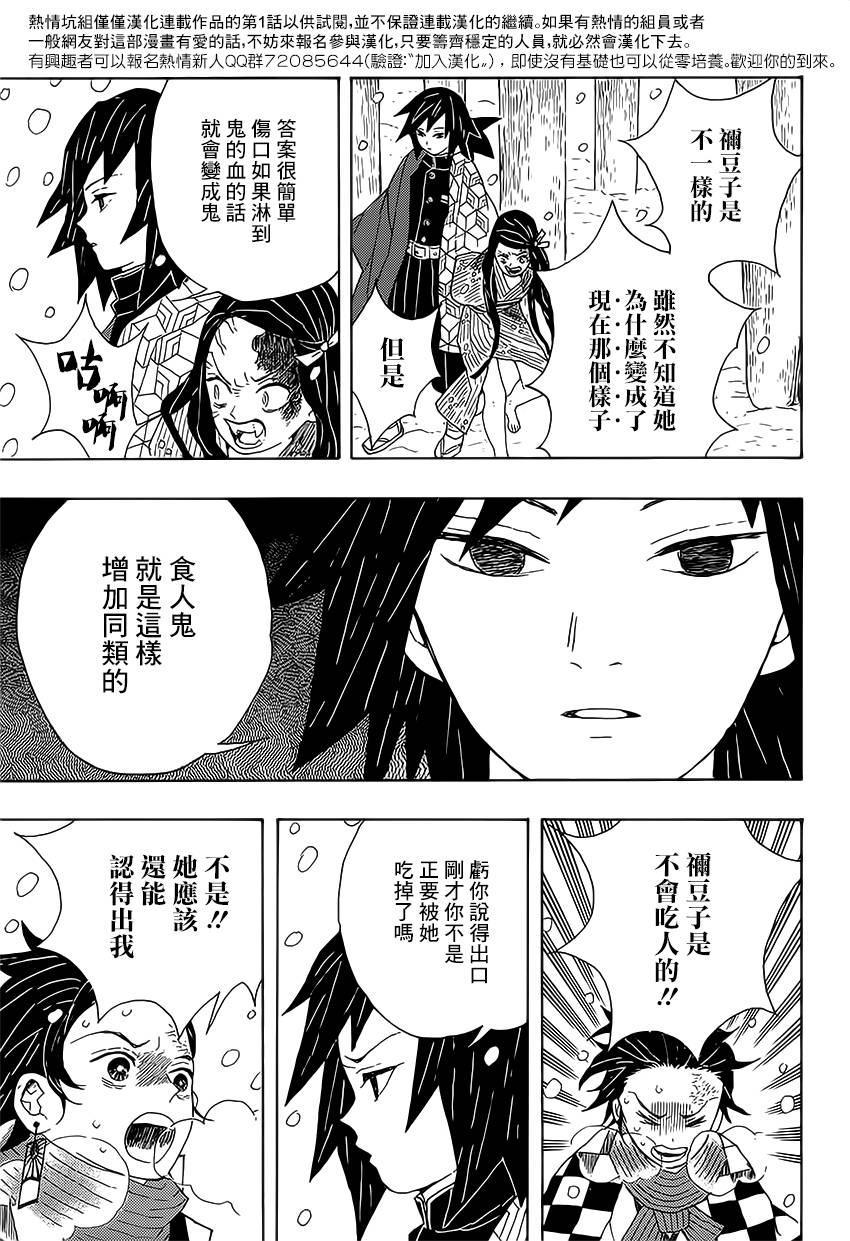 熱情坑組僅僅漢化連載作品的第1話以供試閱,並不保證連載漢化的繼續。如果有熱情的組員或者
一般網友對這部漫畫有愛的話,不妨來報名參與漢化,只要籌齊穩定的人員,就必然會漢化下去。
有興趣者可以報名熱情新人QQ群72085644(驗證:〝加入漢化〞),即使沒有基礎也可以從零培養。歡迎你的到來。
禰豆子是
不一樣的
雖然不知道她
為什麼變成了
現在那個樣子
但是
答案很簡單
傷口如果淋到
鬼的血的話
就會變成鬼
咕啊啊
食人鬼
就是這樣
增加同類的
禰豆子是
不會吃人的!!
虧你說得出口
剛才你不是
正要被她
吃掉了嗎
不是!!
她應該
還能
認得出我